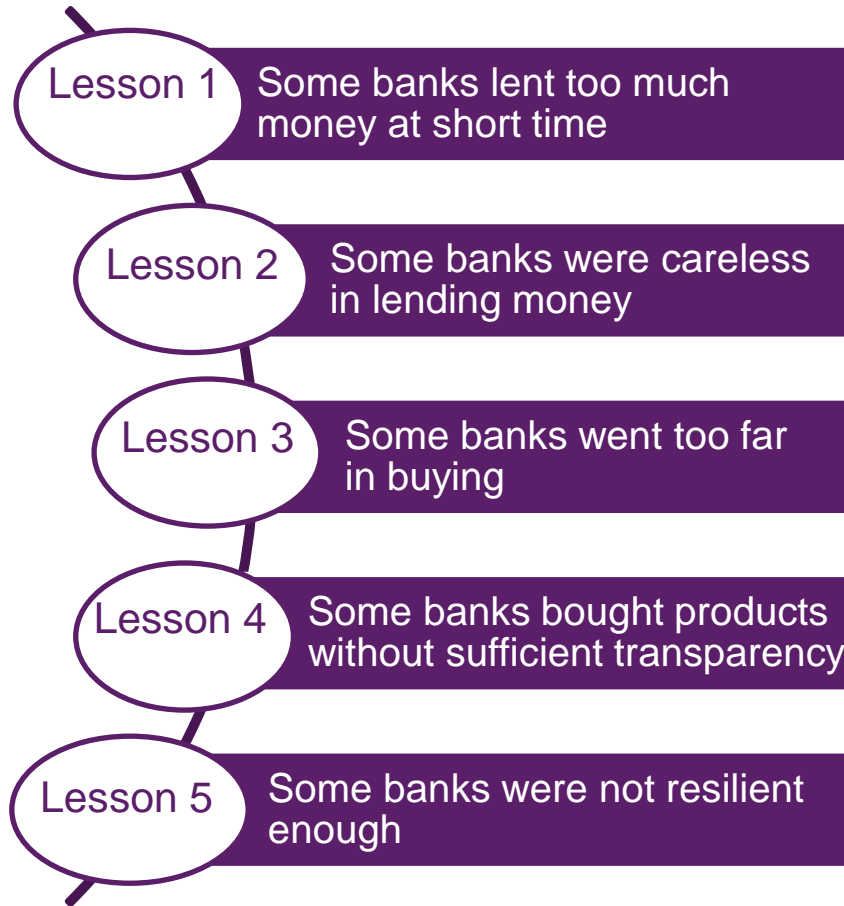 Lesson 1
Some banks lent too much
money at short time
Lesson 2
Some banks were careless
in lending money
Lesson 3
Some banks went too far
in buying
Lesson 4
Some banks bought products
without sufficient transparency
Lesson 5
Some banks were not resilient
enough